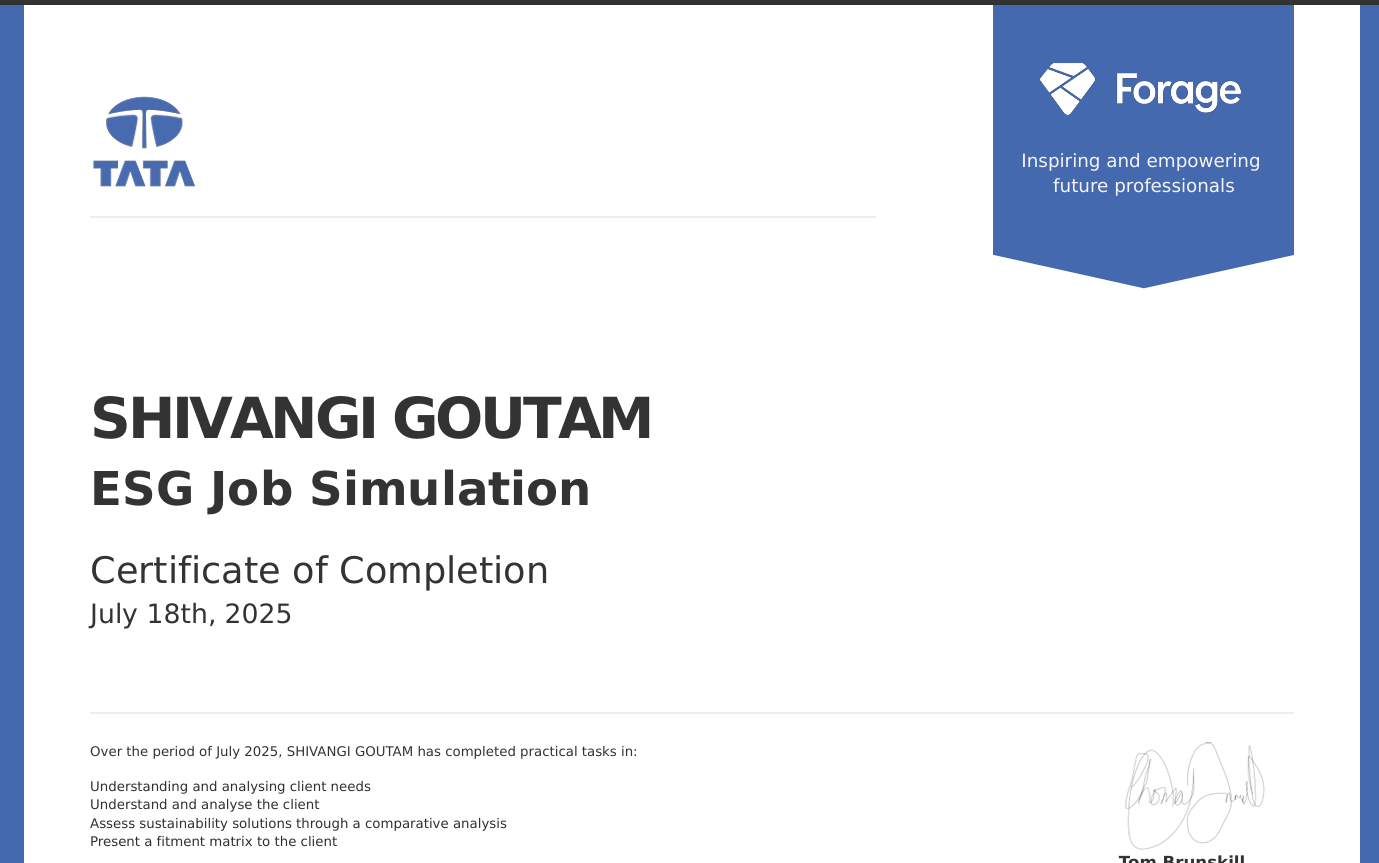 TATA
Forage
Inspiring and empowering
future professionals
SHIVANGI GOUTAM
ESG Job Simulation
Certificate of Completion
July 18th, 2025
Over the period of July 2025, SHIVANGI GOUTAM has completed practical tasks in:
Understanding and analysing client needs
Understand and analyse the client
Assess sustainability solutions through a comparative analysis
Present a fitment matrix to the client
Tom Brunskill